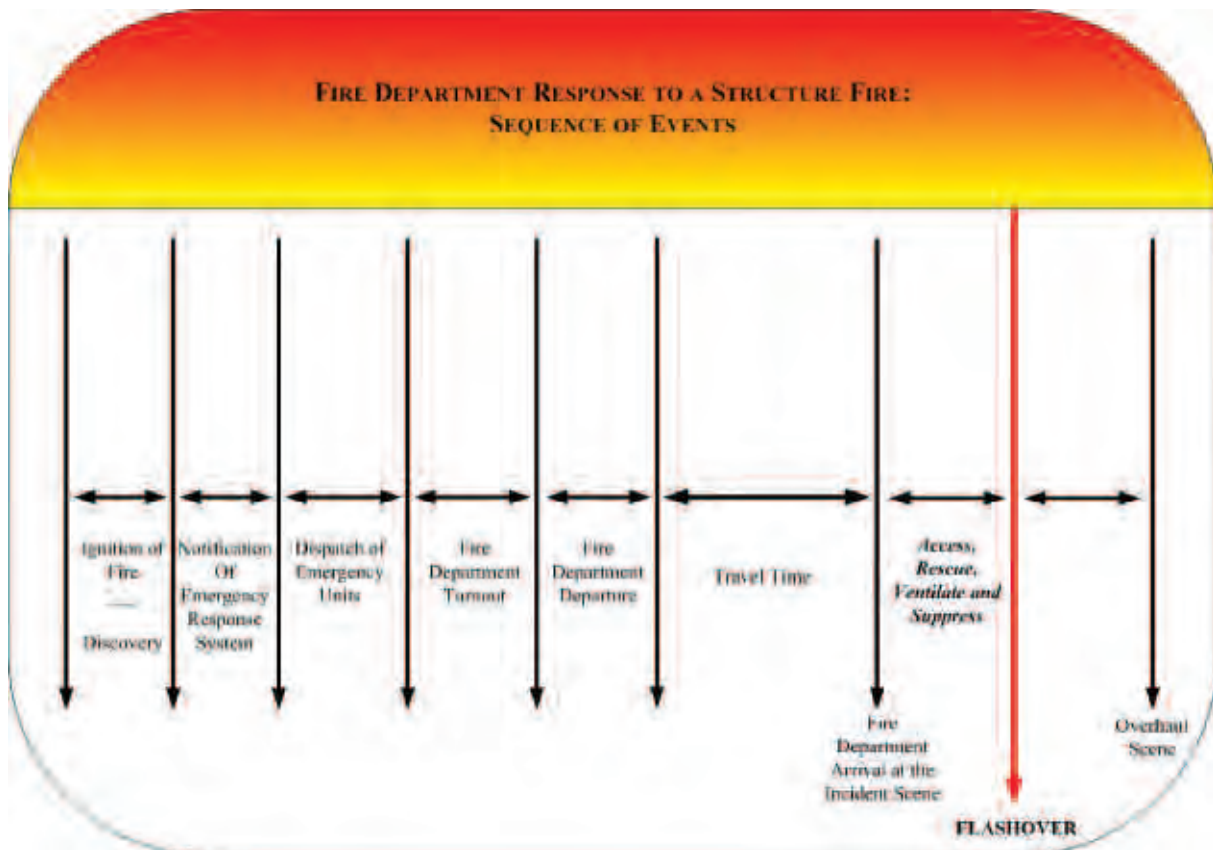 FIRE DEPARTMENT RESPONSE TO A STRUCTURE FIRE:
SEQUENCE OF EVENTS
Ignition of
Fire
Discovery
Notification
Of
Emergency
Response
System
Dispatch of
Emergency
Units
Fire
Department
Turnout
Fire
Department
Departure
Travel Time
Access,
Rescue,
Ventilate and
Suppress
Fire
Department
Arrival at the
Incident Scene
FLASHOVER
Overhaul
Scene